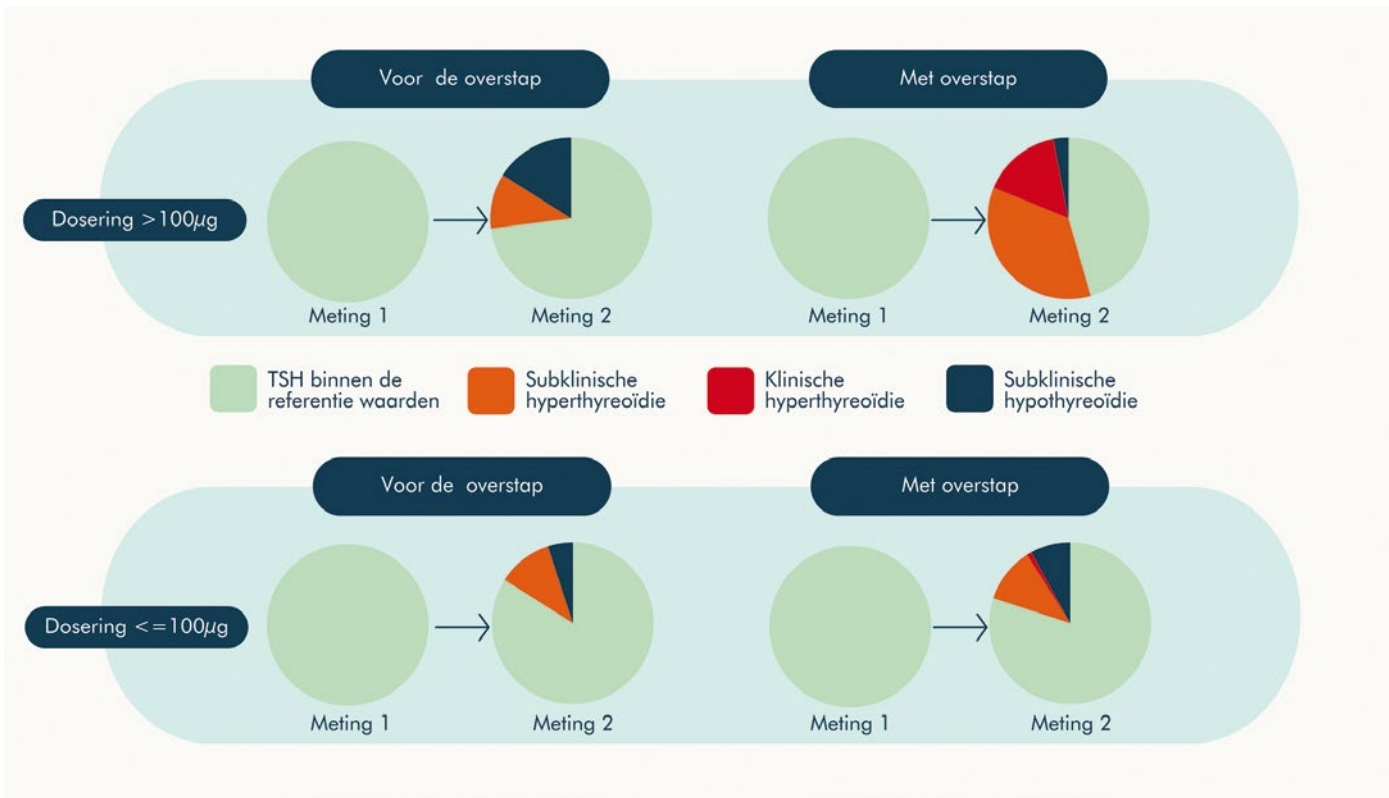 Voor de overstap
Met overstap
Dosering >100µg
Meting 1
Meting 2
Meting 1
Meting 2
TSH binnen de
referentie waarden
Subklinische
hyperthyreoïdie
Klinische
hyperthyreoïdie
Subklinische
hypothyreoïdie
Voor de overstap
Met overstap
Dosering <=100µg
Meting 1
Meting 2
Meting 1
Meting 2